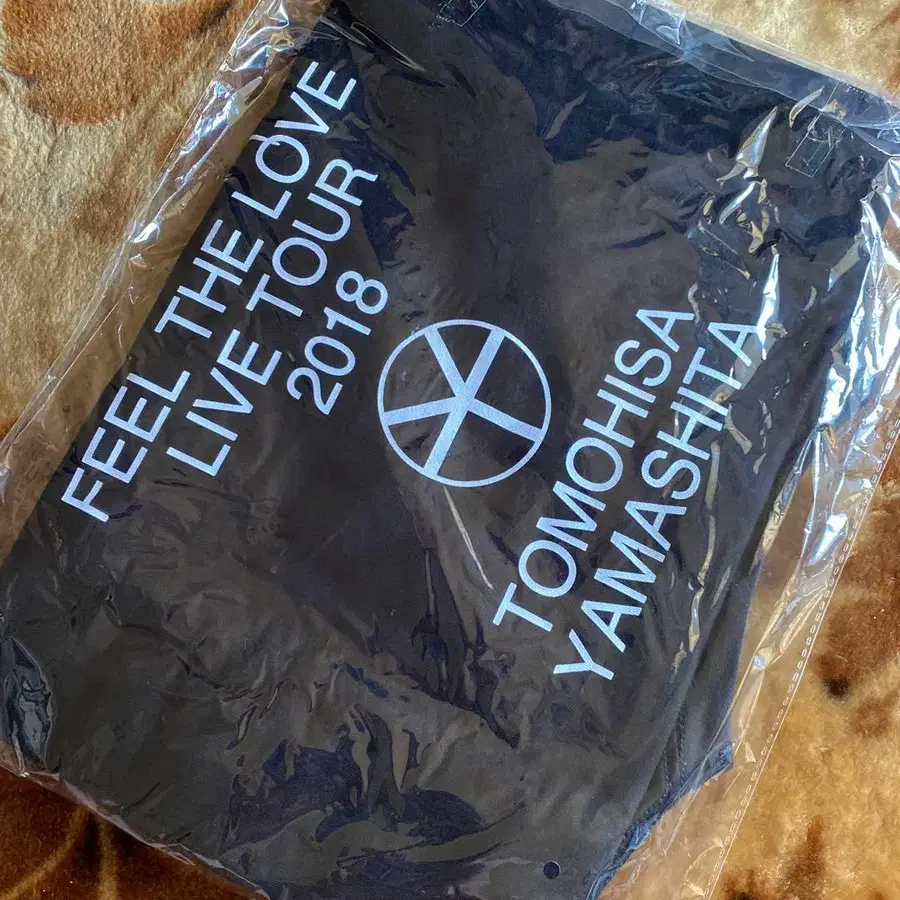 FEEL THE LOVE
LIVE TOUR
2018
TOMOHISA
YAMASHITA